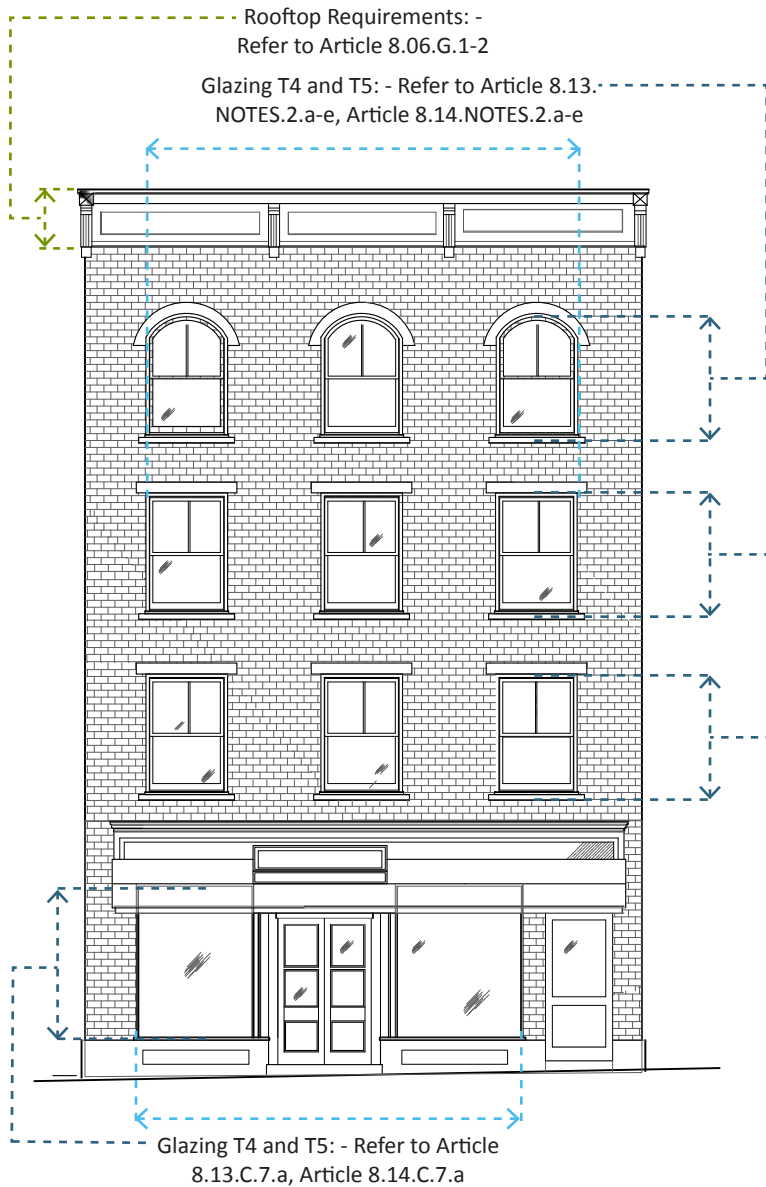 Rooftop Requirements: -
Refer to Article 8.06.G.1-2
Glazing T4 and T5: - Refer to Article 8.13.
NOTES.2.a-e, Article 8.14.NOTES.2.a-e
Glazing T4 and T5: - Refer to Article
8.13.C.7.a, Article 8.14.C.7.a